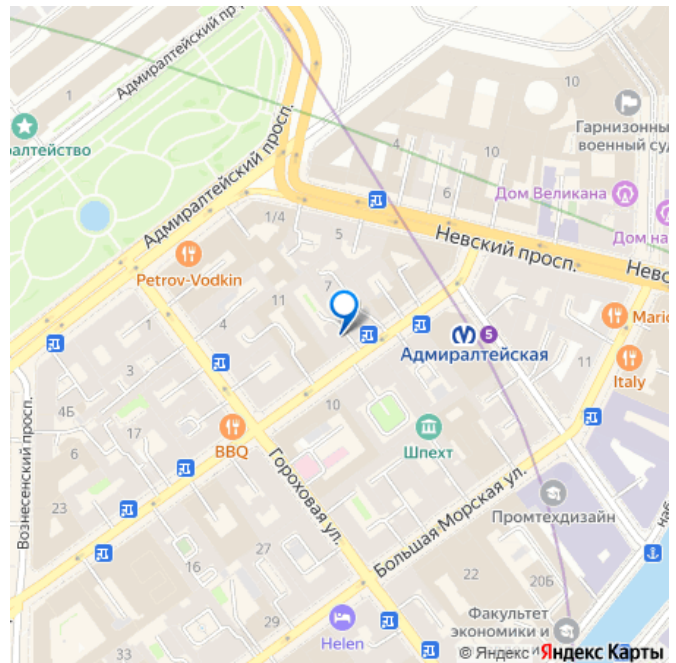 Адмиралтейский пр
1
10
Гарнизонны
военный суд
ралтейство
4
10
Адмиралтейский просп.
6
Дом Великана
1/4
5
Невский просп.
Дом на
Невс
Petrov-Vodkin
7
11
Mario
1
4
5
Адмиралтейская
11
3
Italy
4Б
10
17
BBQ
Шпехт
Вознесенский просп.
6
Гороховая ул.
23
Большая Морская ул.
Промтехдизайн
наб
27
16
22
20Б
29
Факультет
экономики и
Helen
33
© Яндекс Яндекс Карты